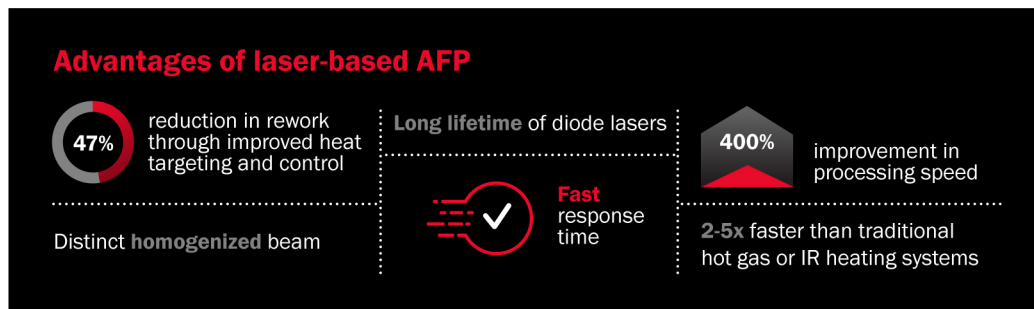 Advantages of laser-based AFP
47%
reduction in rework
through improved heat
targeting and control
Distinct homogenized beam
Long lifetime of diode lasers
Fast
response
time
400%
improvement in
processing speed
2-5x faster than traditional
hot gas or IR heating systems